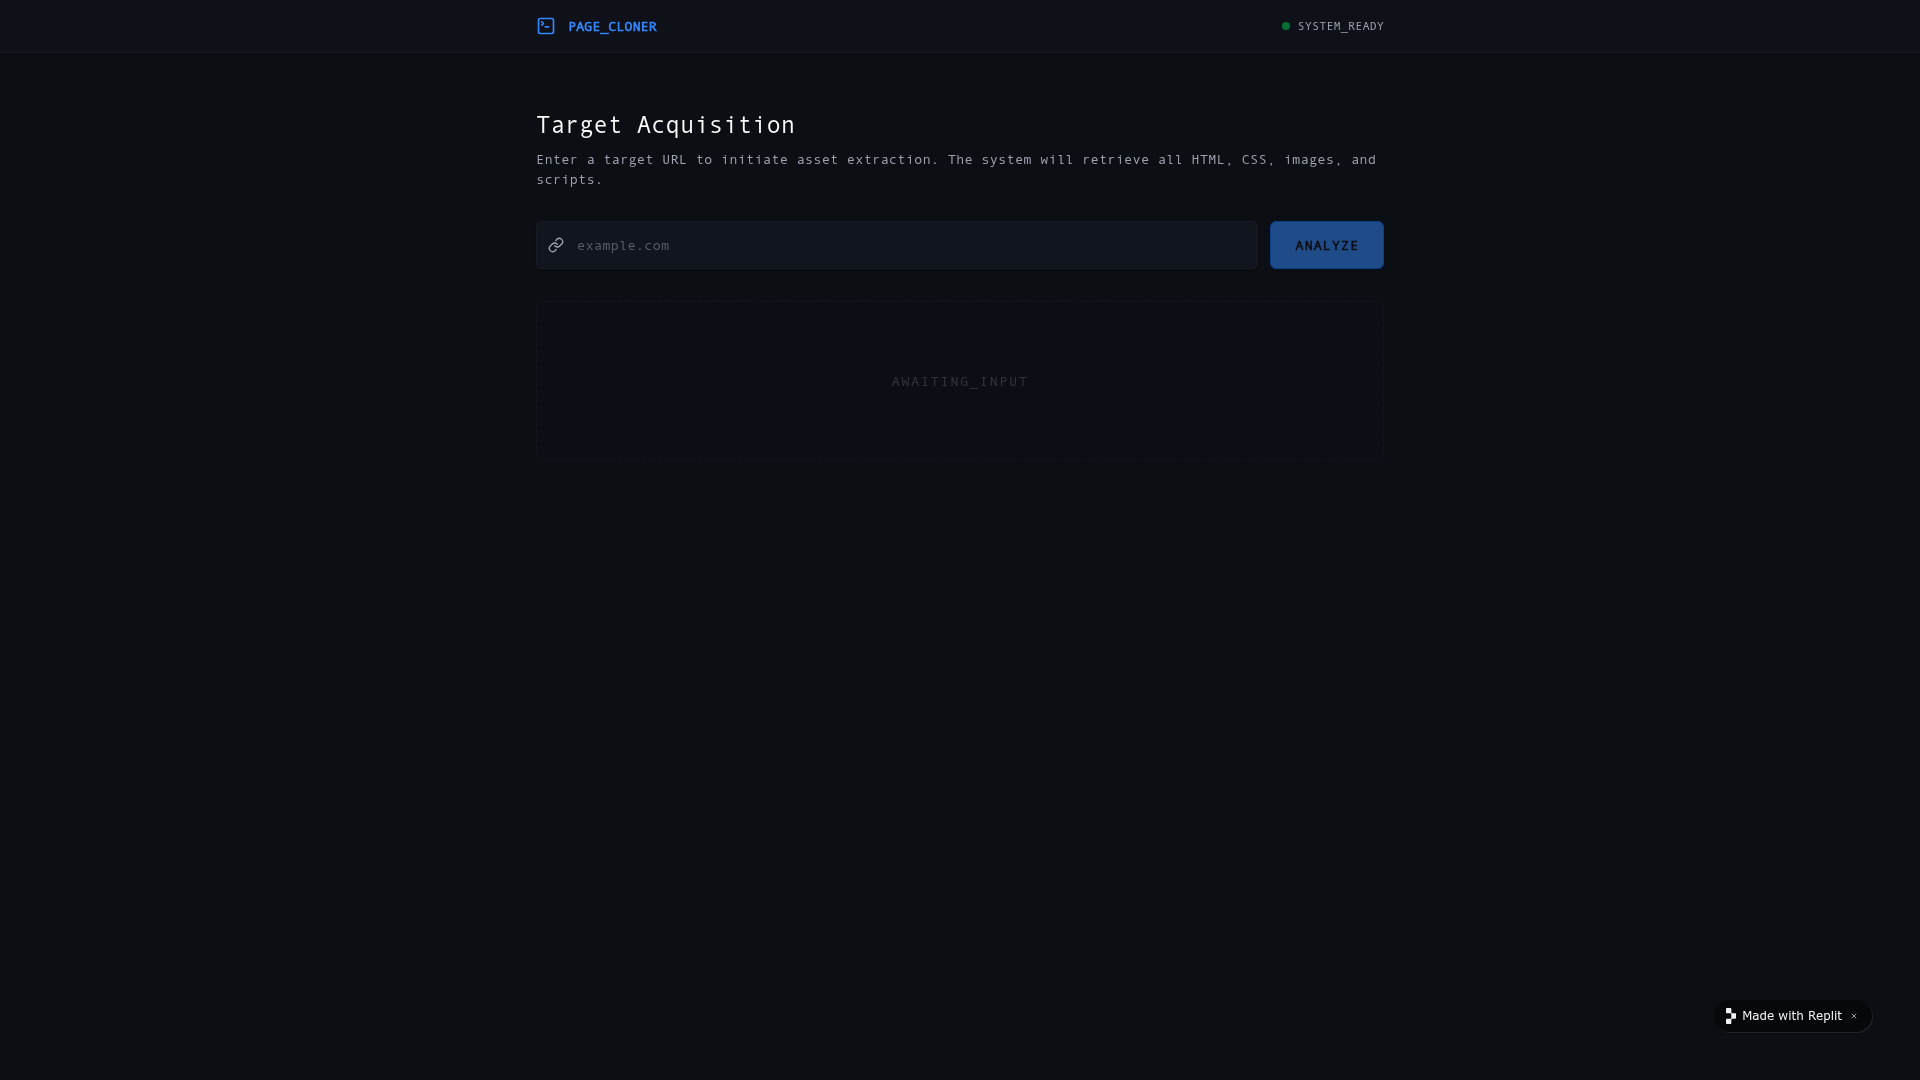 PAGE_CLONER
SYSTEM_READY
Target Acquisition
Enter a target URL to initiate asset extraction. The system will retrieve all HTML, CSS, images, and
scripts.
example.com
ANALYZE
AWAITING_INPUT
Made with Replit ×